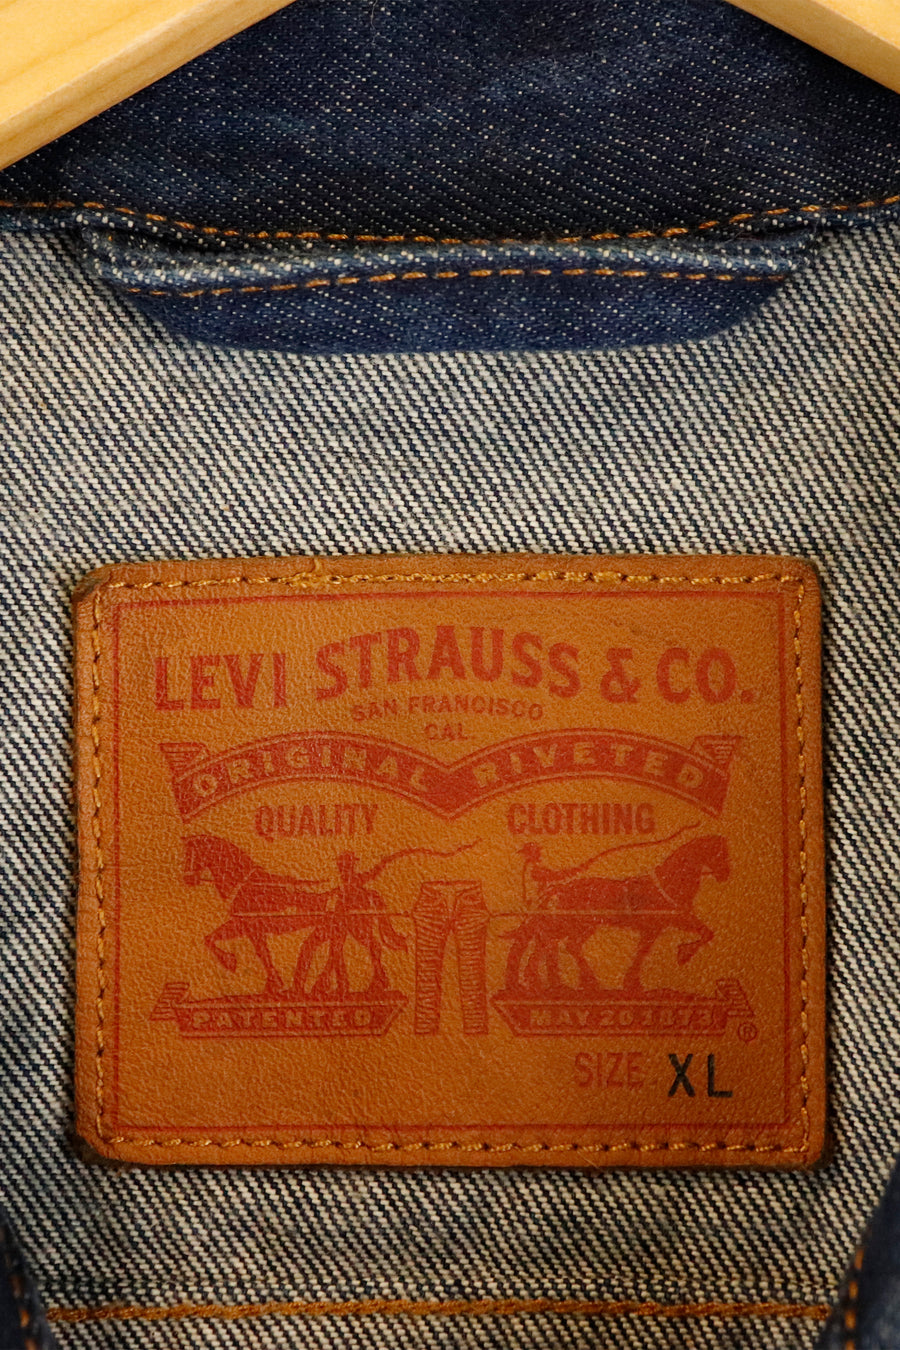 LEVI STRAUSS & CO.
SAN FRANCISCO
CAL.
ORIGINAL RIVETED
QUALITY CLOTHING
PATENTED MAY 20 1873 ®
SIZE XL